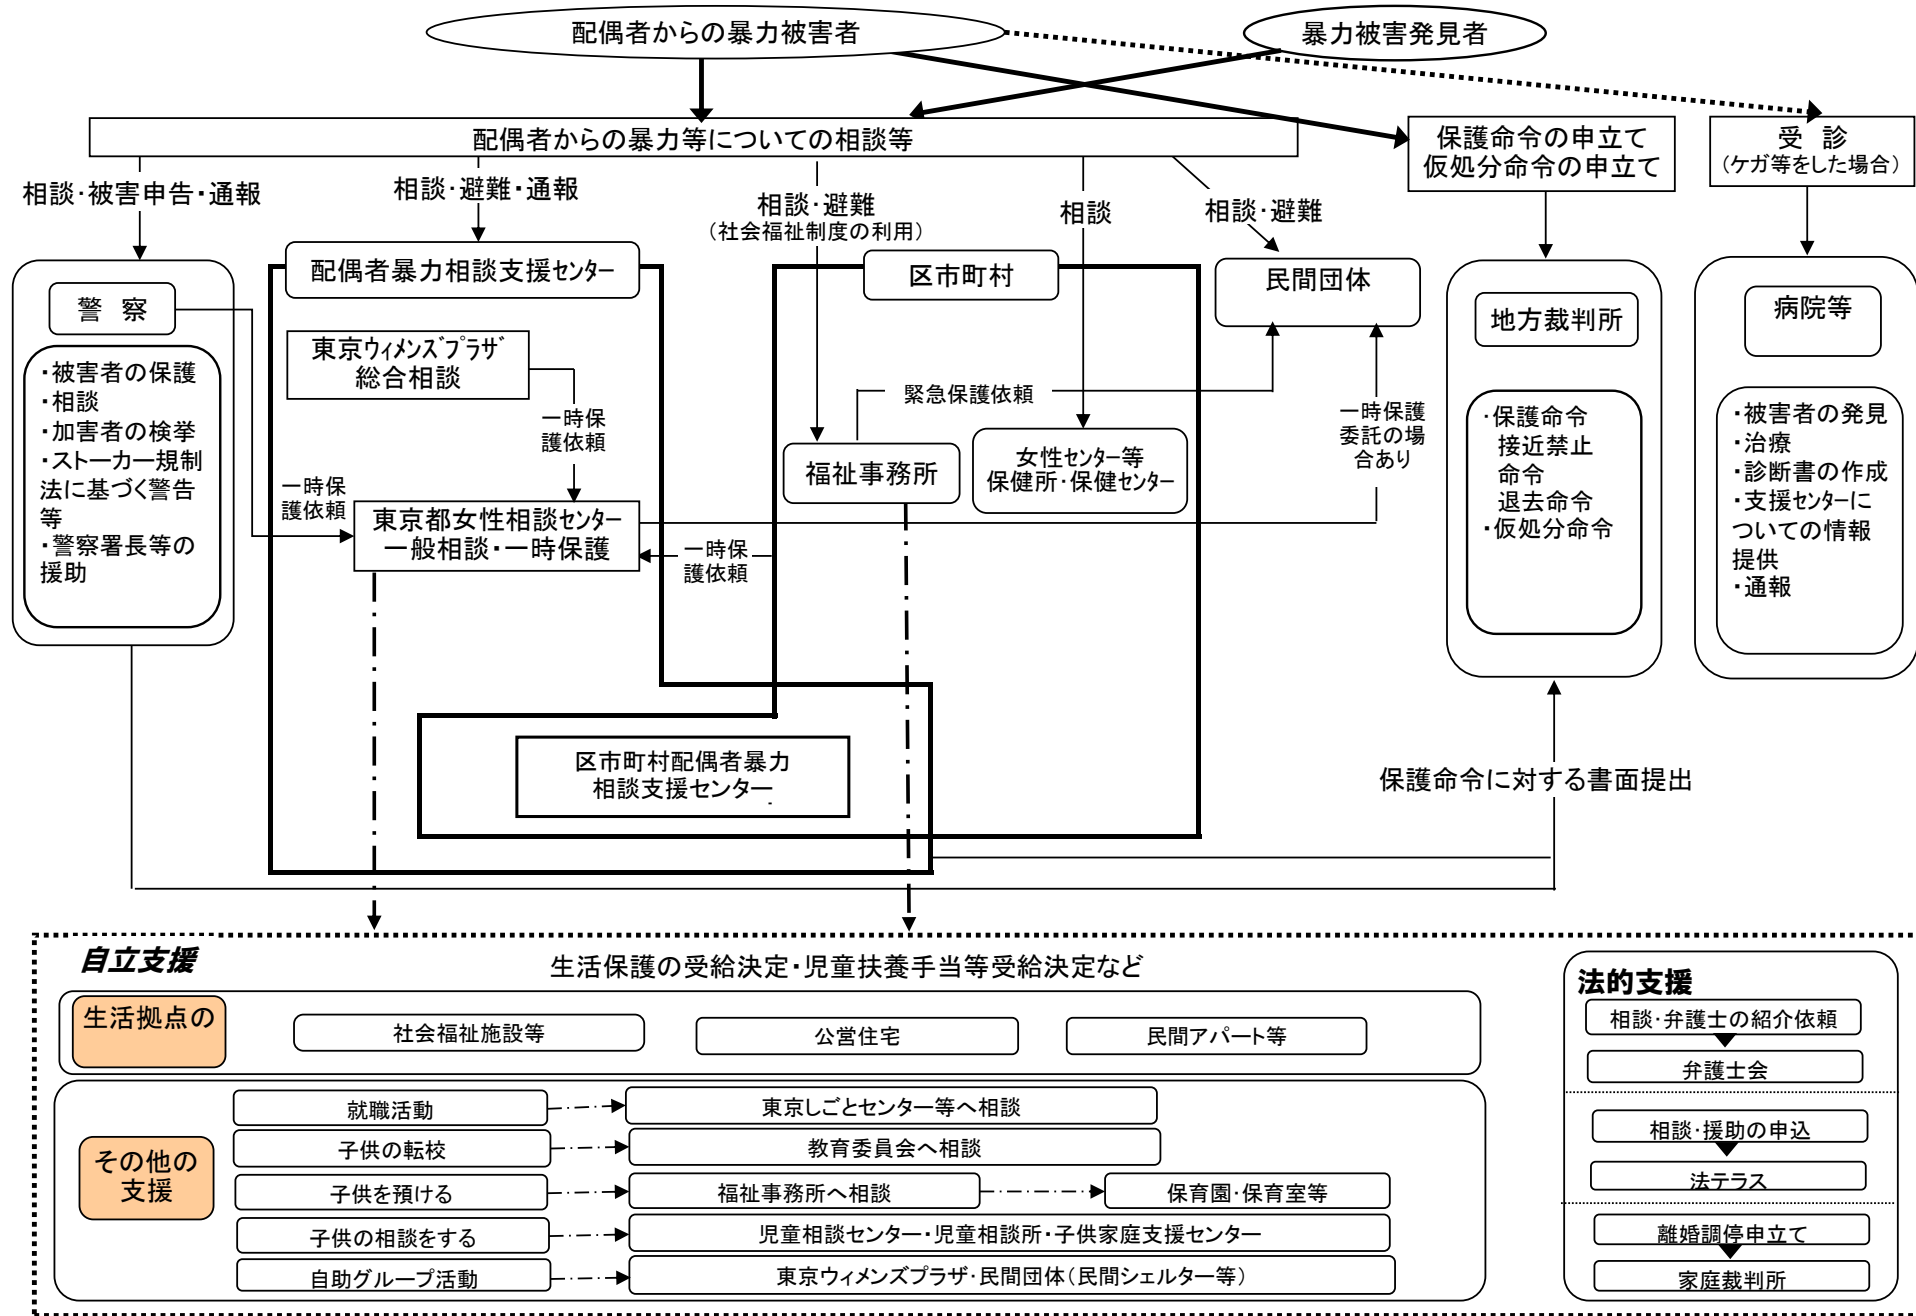 配偶者からの暴力被害者
暴力被害発見者
配偶者からの暴力等についての相談等
保護命令の申立て
仮処分命令の申立て
受 診
（ケガ等をした場合）
相談･被害申告･通報
相談･避難･通報
相談･避難
（社会福祉制度の利用）
相談
相談･避難
配偶者暴力相談支援センター
区市町村
民間団体
警 察
・被害者の保護
・相談
・加害者の検挙
・ストーカー規制
法に基づく警告
等
・警察署長等の
援助
東京ウィメンズプラザ
総合相談
一時保
護依頼
一時保
護依頼
東京都女性相談センター
一般相談・一時保護
一時保
護依頼
緊急保護依頼
福祉事務所
女性センター等
保健所・保健センター
一時保護
委託の場
合あり
地方裁判所
・保護命令
接近禁止
命令
退去命令
・仮処分命令
病院等
・被害者の発見
・治療
・診断書の作成
・支援センターに
ついての情報
提供
・通報
区市町村配偶者暴力
相談支援センター
保護命令に対する書面提出
自立支援
生活保護の受給決定・児童扶養手当等受給決定など
生活拠点の
社会福祉施設等
公営住宅
民間アパート等
その他の
支援
就職活動
東京しごとセンター等へ相談
子供の転校
教育委員会へ相談
子供を預ける
福祉事務所へ相談
保育園･保育室等
子供の相談をする
児童相談センター･児童相談所・子供家庭支援センター
自助グループ活動
東京ウィメンズプラザ･民間団体（民間シェルター等）
法的支援
相談･弁護士の紹介依頼
弁護士会
相談･援助の申込
法テラス
離婚調停申立て
家庭裁判所